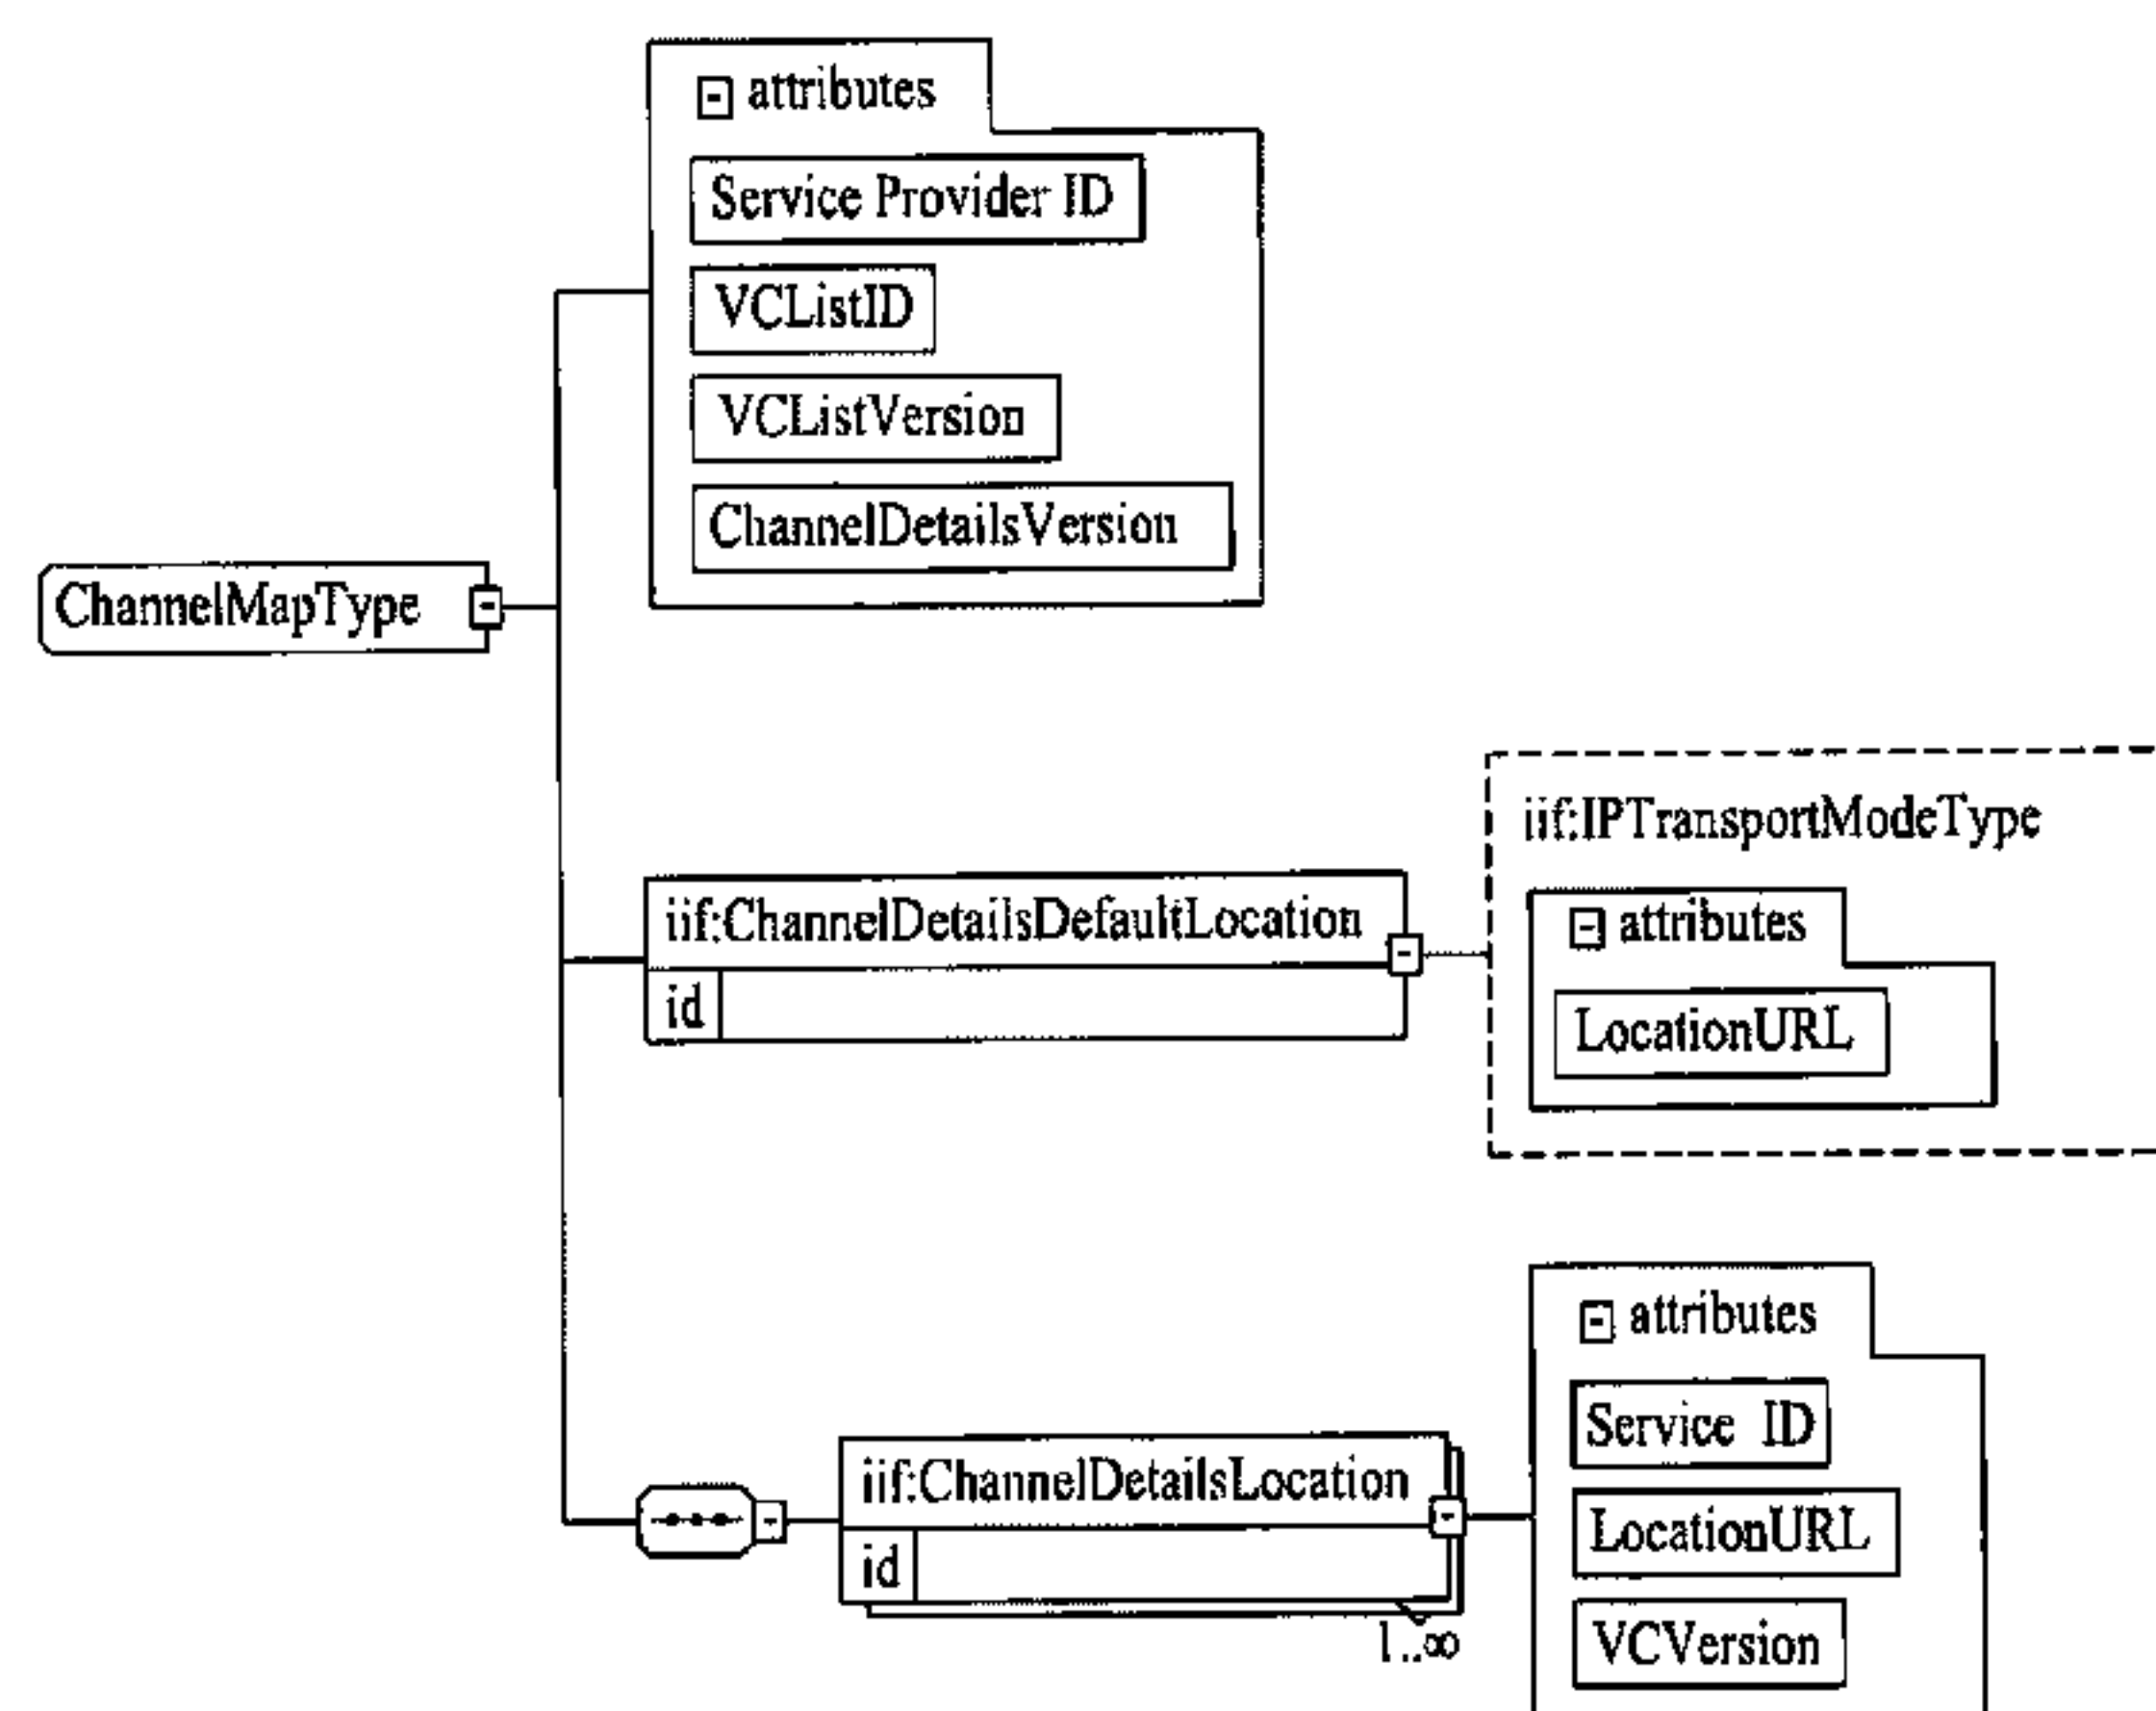 attributes
Service Provider ID
VCListID
VCListVersion
ChannelDetailsVersion
ChannelMapType
iif:IPTransportModeType
iif:ChannelDetailsDefaultLocation
id
attributes
LocationURL
attributes
Service ID
iif:ChannelDetailsLocation
id
LocationURL
VCVersion
1..∞